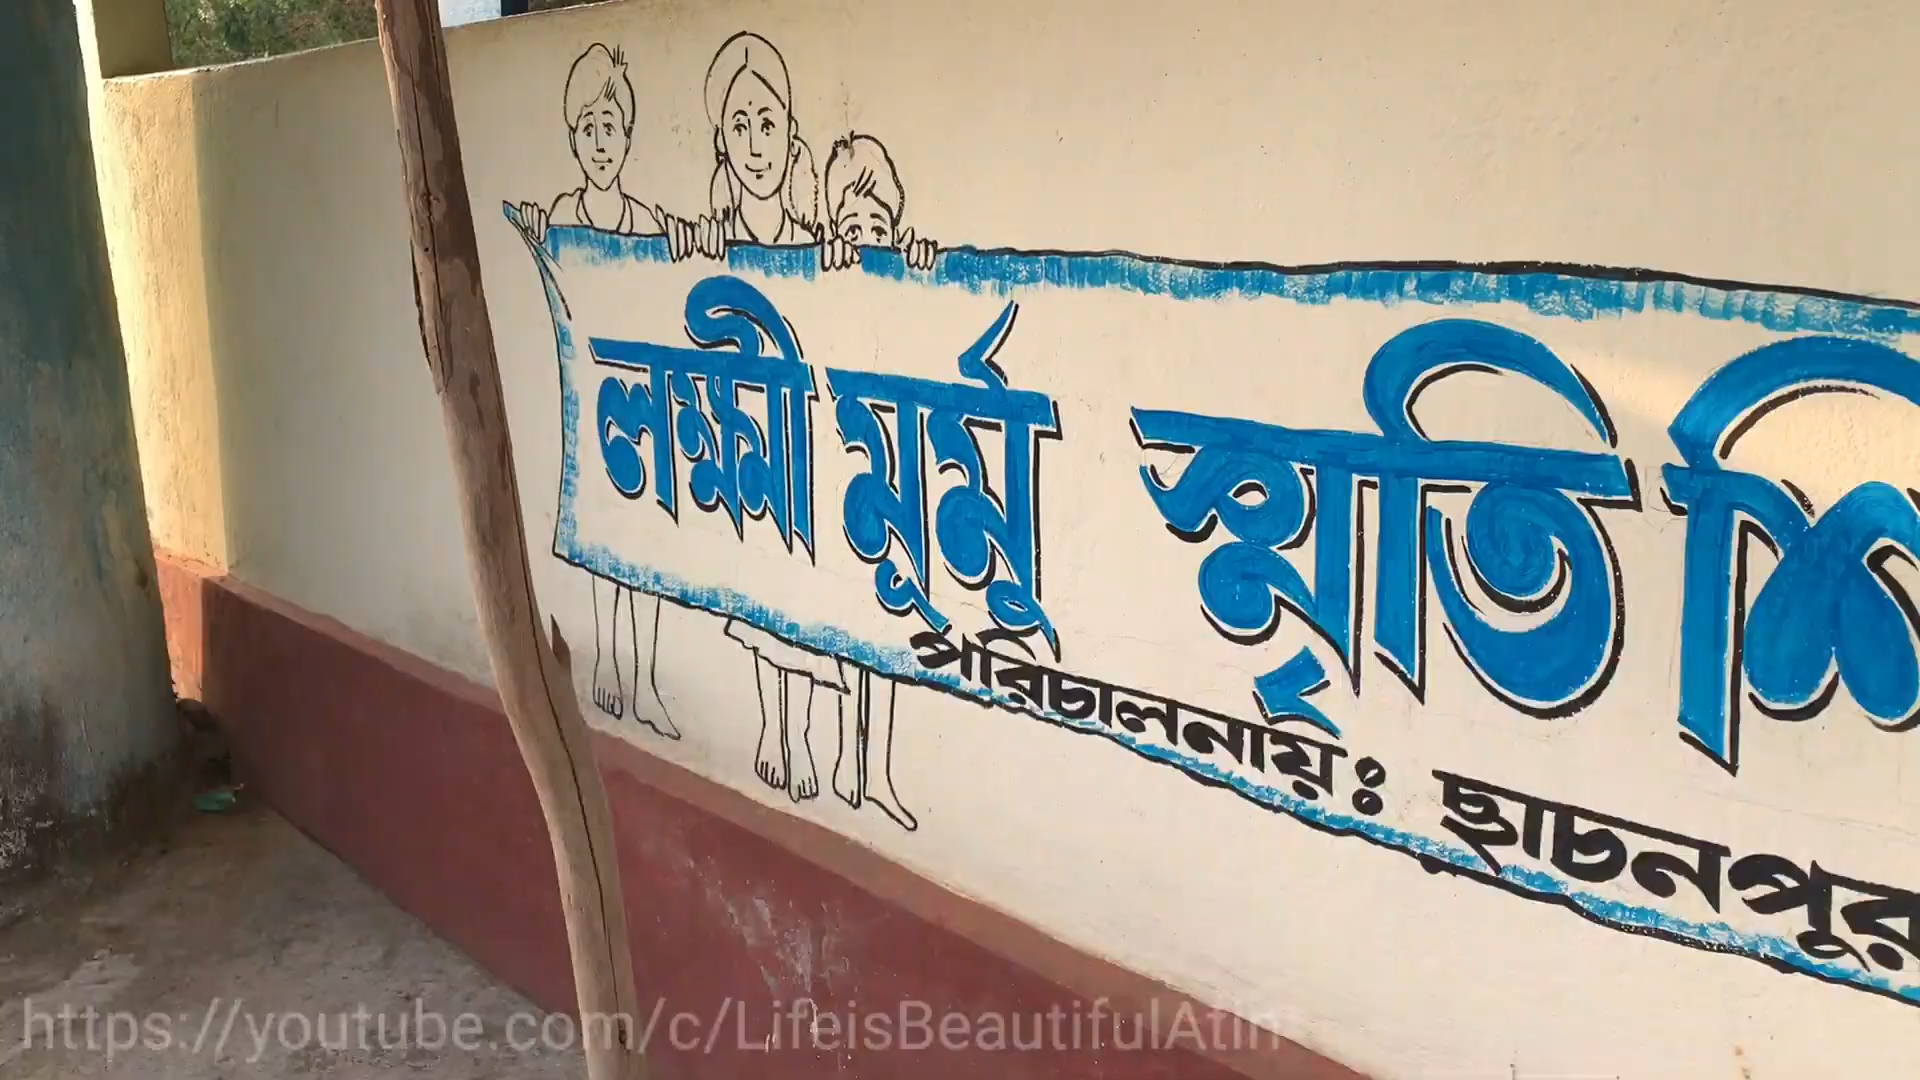 লক্ষ্মী মূর্মু স্মৃতি শি
পরিচালনায়ঃ ছাচনপুর
https://youtube.com/c/LifeisBeautifulAtin